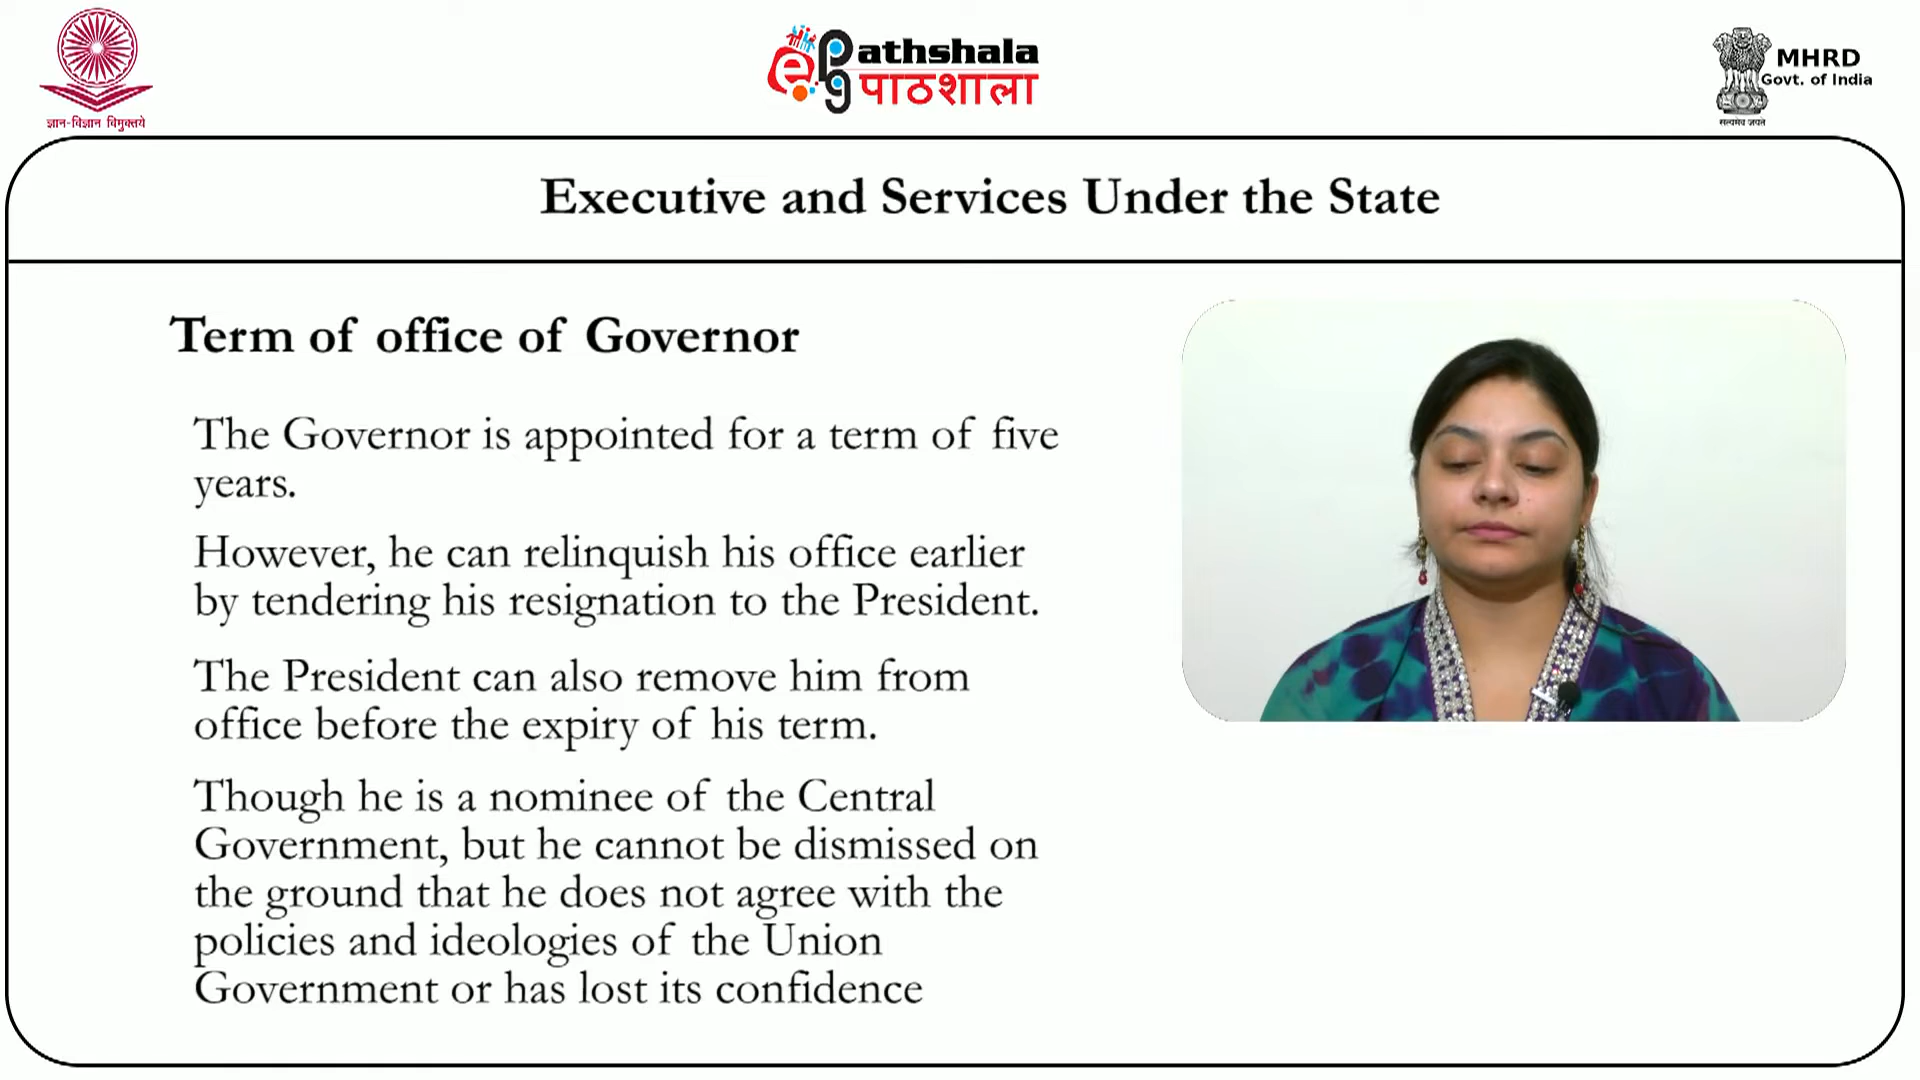 ज्ञान-विज्ञान विमुक्तये
ePathshala
पाठशाला
MHRD
Govt. of India
सत्यमेव जयते
Executive and Services Under the State
Term of office of Governor
The Governor is appointed for a term of five
years.
However, he can relinquish his office earlier
by tendering his resignation to the President.
The President can also remove him from
office before the expiry of his term.
Though he is a nominee of the Central
Government, but he cannot be dismissed on
the ground that he does not agree with the
policies and ideologies of the Union
Government or has lost its confidence